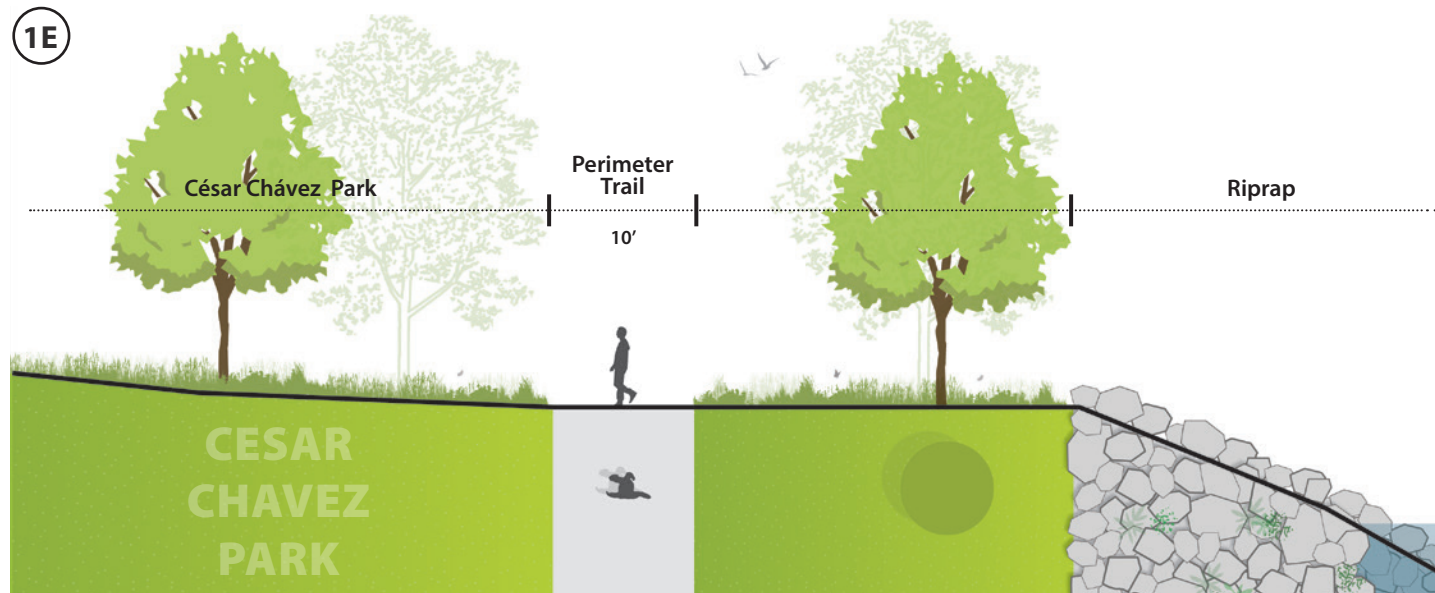 1E
César Chávez Park
Perimeter
Trail
10’
Riprap
CESAR
CHAVEZ
PARK